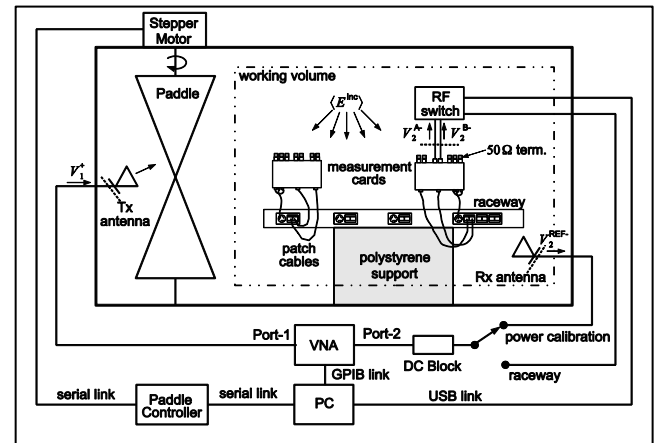 Stepper
Motor
Paddle
working volume
⟨E^inc⟩
RF
switch
V_2^A-
V_2^B-
50 Ω term.
measurement
cards
V_1^+
Tx
antenna
raceway
patch
cables
polystyrene
support
V_2^REF-
Rx antenna
Port-1
VNA
Port-2
DC Block
power calibration
raceway
GPIB link
serial link
Paddle
Controller
serial link
PC
USB link